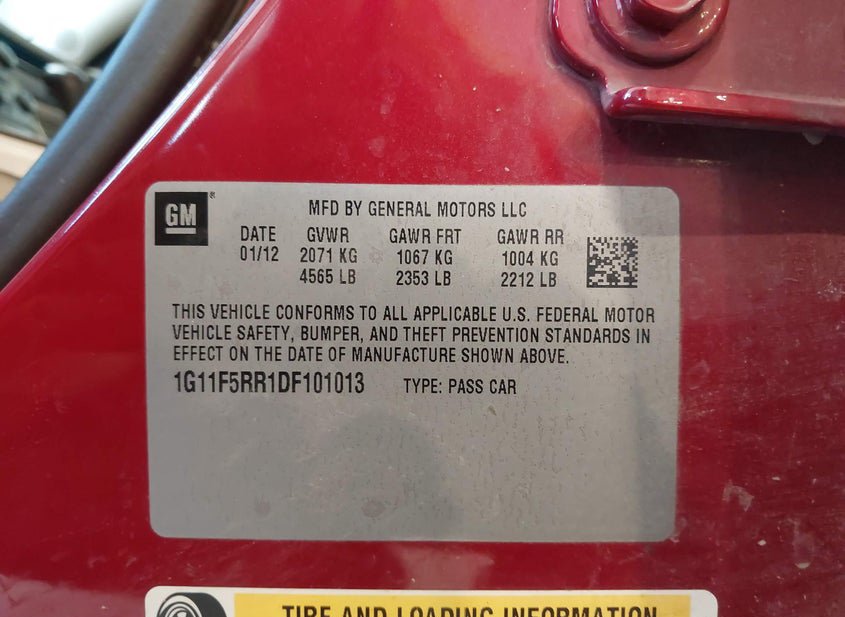 GM®
MFD BY GENERAL MOTORS LLC
DATE GVWR GAWR FRT GAWR RR
01/12 2071 KG 1067 KG 1004 KG
4565 LB 2353 LB 2212 LB
THIS VEHICLE CONFORMS TO ALL APPLICABLE U.S. FEDERAL MOTOR
VEHICLE SAFETY, BUMPER, AND THEFT PREVENTION STANDARDS IN
EFFECT ON THE DATE OF MANUFACTURE SHOWN ABOVE.
1G11F5RR1DF101013 TYPE: PASS CAR
TIRE AND LOADING INFORMATION